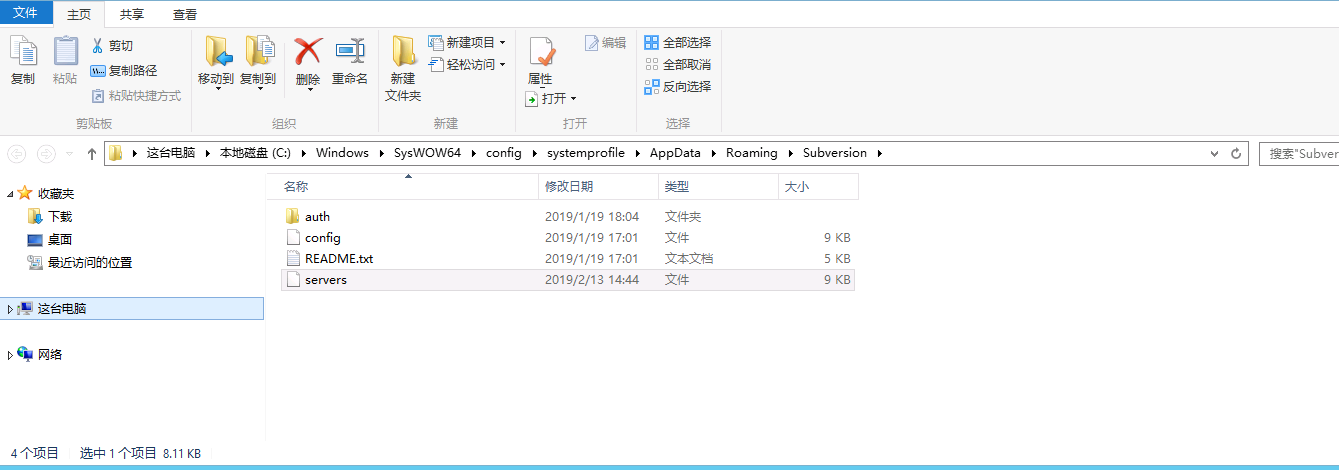 文件 主页 共享 查看
复制 粘贴 剪切 复制路径 粘贴快捷方式
剪贴板
移动到 复制到 删除 重命名
组织
新建文件夹 新建项目 轻松访问
新建
属性 打开 编辑
打开
全部选择 全部取消 反向选择
选择
这台电脑 本地磁盘 (C:) Windows SysWOW64 config systemprofile AppData Roaming Subversion
搜索"Subver
收藏夹
下载
桌面
最近访问的位置
这台电脑
网络
名称 修改日期 类型 大小
auth 2019/1/19 18:04 文件夹
config 2019/1/19 17:01 文件 9 KB
README.txt 2019/1/19 17:01 文本文档 5 KB
servers 2019/2/13 14:44 文件 9 KB
4 个项目 选中 1 个项目 8.11 KB